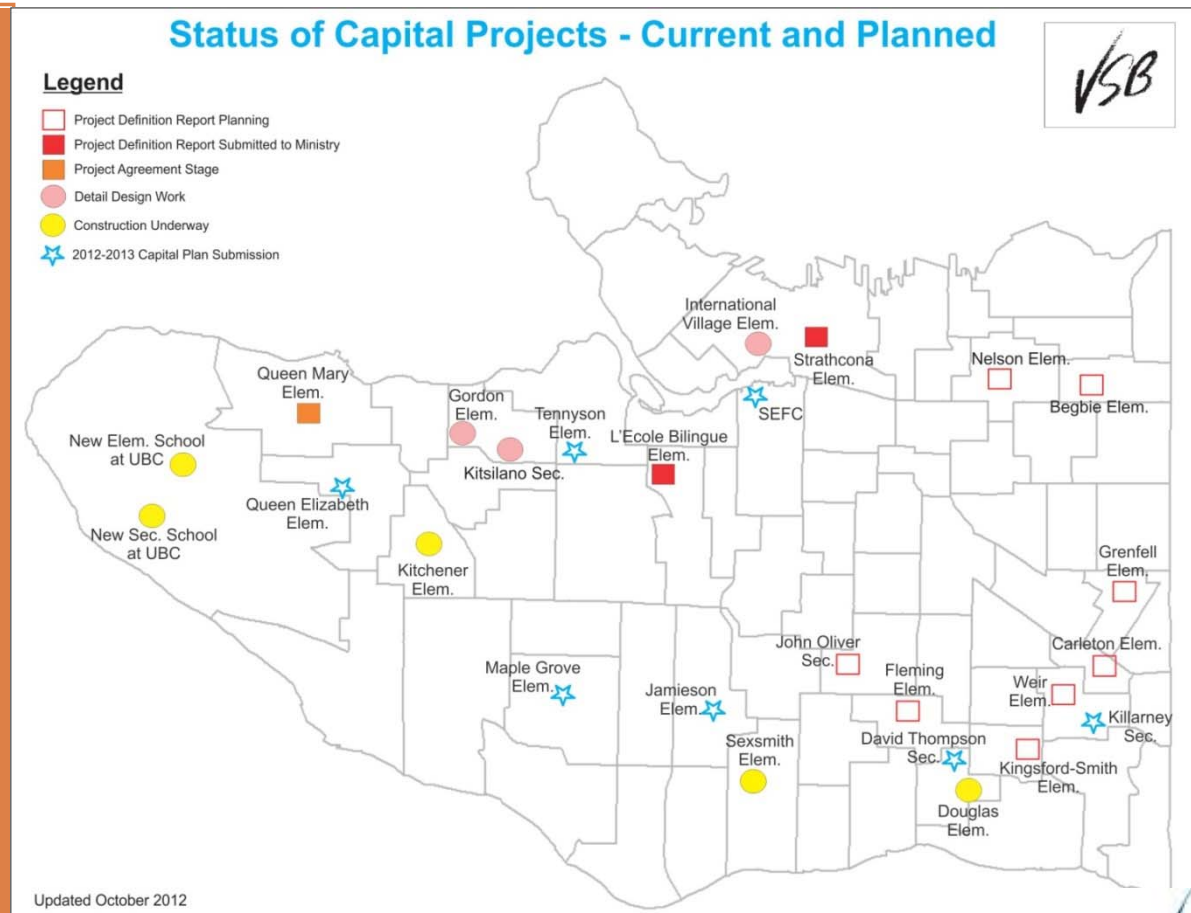 Status of Capital Projects - Current and Planned
VSB
Legend
Project Definition Report Planning
Project Definition Report Submitted to Ministry
Project Agreement Stage
Detail Design Work
Construction Underway
2012-2013 Capital Plan Submission
International
Village Elem.
Strathcona
Elem.
Nelson Elem.
Begbie Elem.
Queen Mary
Elem.
Gordon
Elem.
Tennyson
Elem.
SEFC
L'Ecole Bilingue
Elem.
New Elem. School
at UBC
Kitsilano Sec.
Queen Elizabeth
Elem.
New Sec. School
at UBC
Kitchener
Elem.
Grenfell
Elem.
John Oliver
Sec.
Carleton Elem.
Maple Grove
Elem.
Jamieson
Elem.
Fleming
Elem.
Weir
Elem.
Killarney
Sec.
Sexsmith
Elem.
David Thompson
Sec.
Kingsford-Smith
Elem.
Douglas
Elem.
Updated October 2012